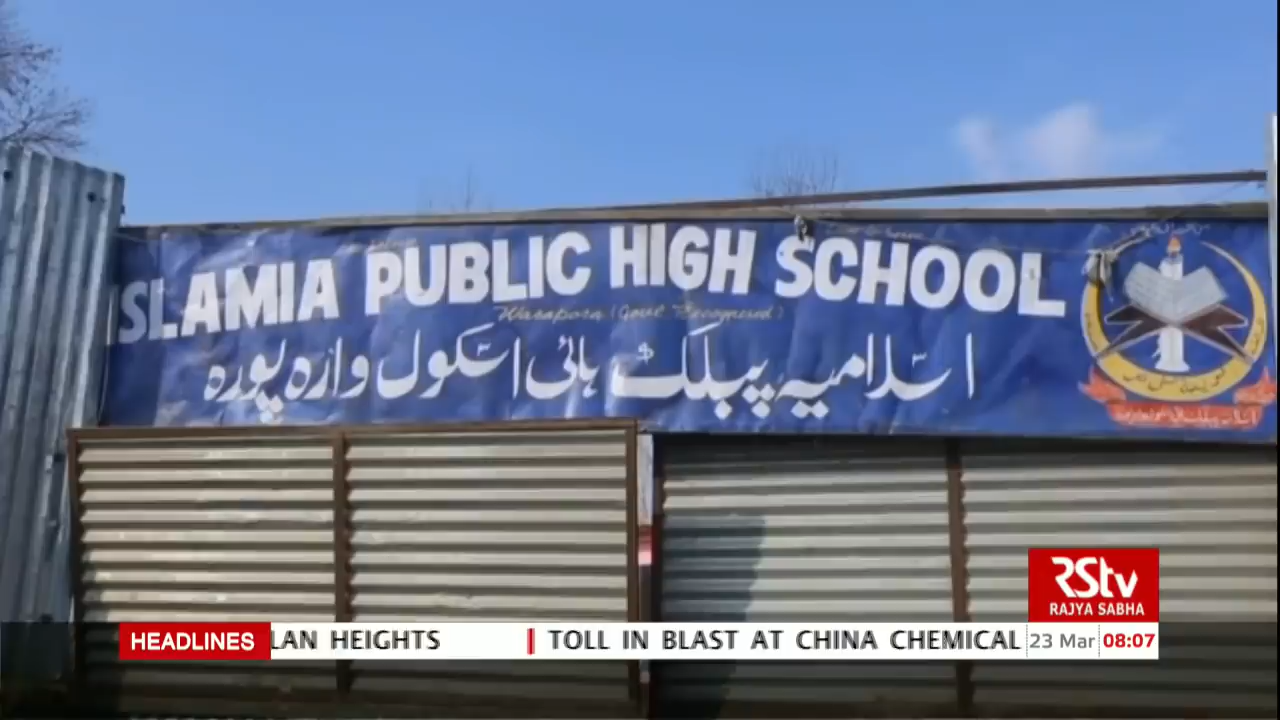 ISLAMIA PUBLIC HIGH SCHOOL
Warapora (Govt Recognised)
اسلامیہ پبلک ہائی اسکول وارہ پورہ
RStv
RAJYA SABHA
HEADLINES LAN HEIGHTS | TOLL IN BLAST AT CHINA CHEMICAL 23 Mar 08:07